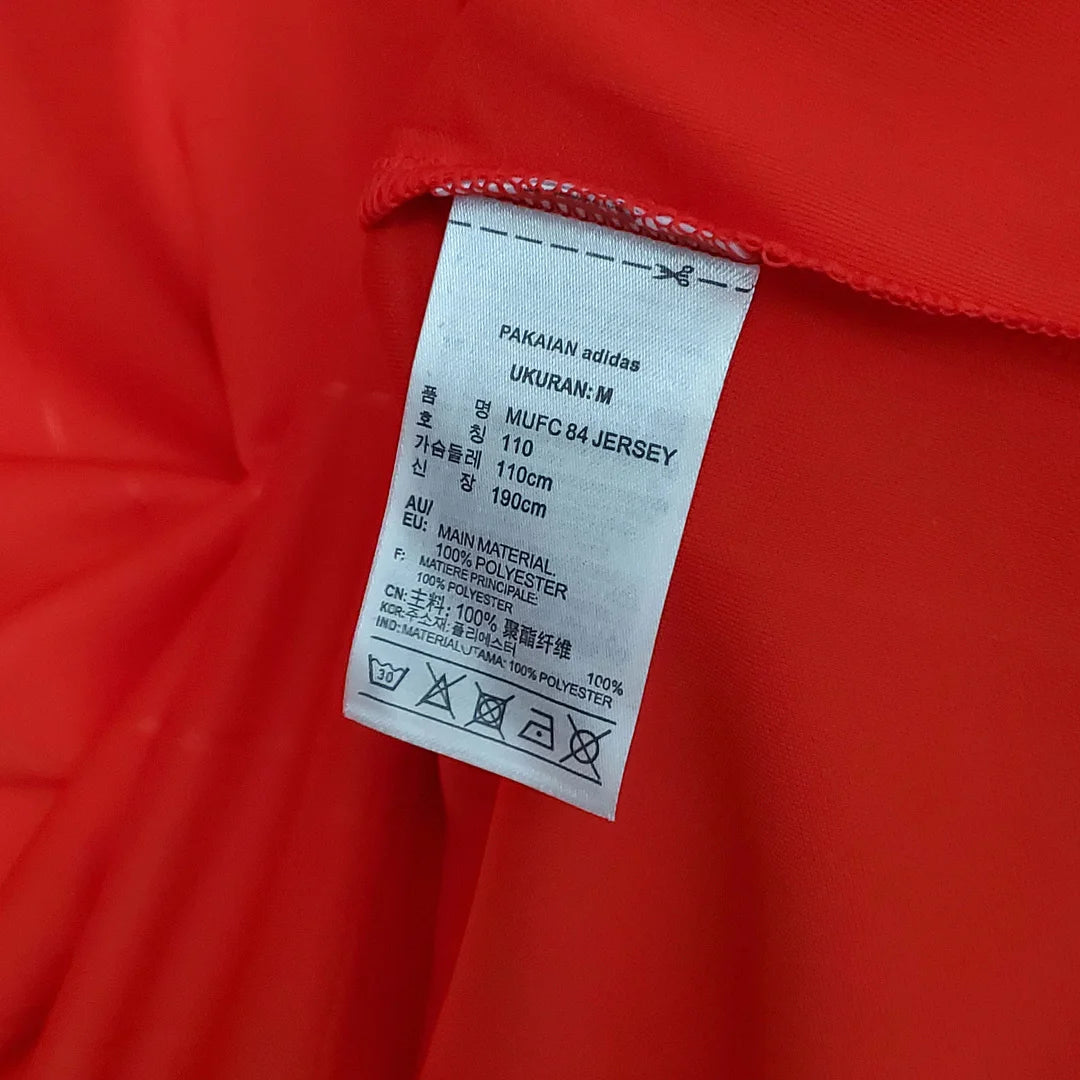 PAKAIAN adidas
UKURAN: M
품 명 MUFC 84 JERSEY
호 칭 110
가슴둘레 110cm
신 장 190cm
AU/
EU: MAIN MATERIAL.
100% POLYESTER
F: MATIERE PRINCIPALE:
100% POLYESTER
CN: 主料: 100% 聚酯纤维
KOR: 주소재: 폴리에스터 100%
IND: MATERIAL UTAMA: 100% POLYESTER
30